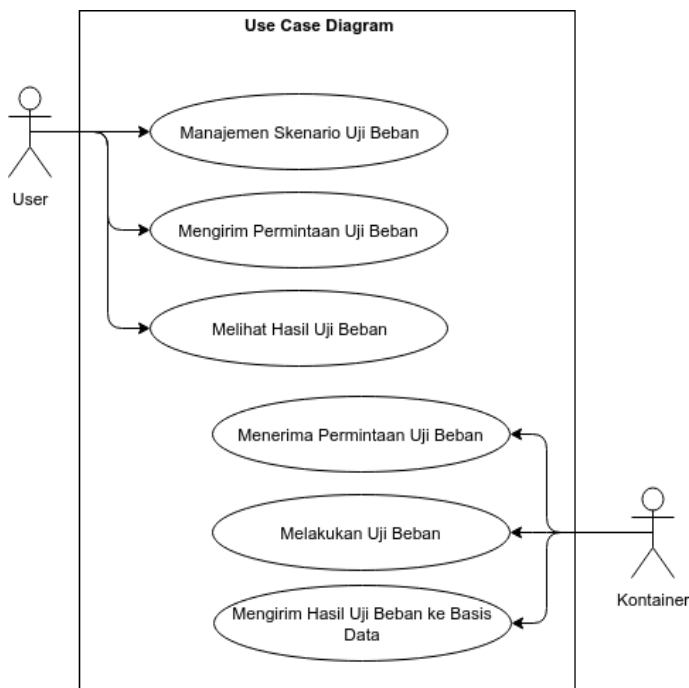 Use Case Diagram
Manajemen Skenario Uji Beban
User
Mengirim Permintaan Uji Beban
Melihat Hasil Uji Beban
Menerima Permintaan Uji Beban
Melakukan Uji Beban
Kontainer
Mengirim Hasil Uji Beban ke Basis
Data